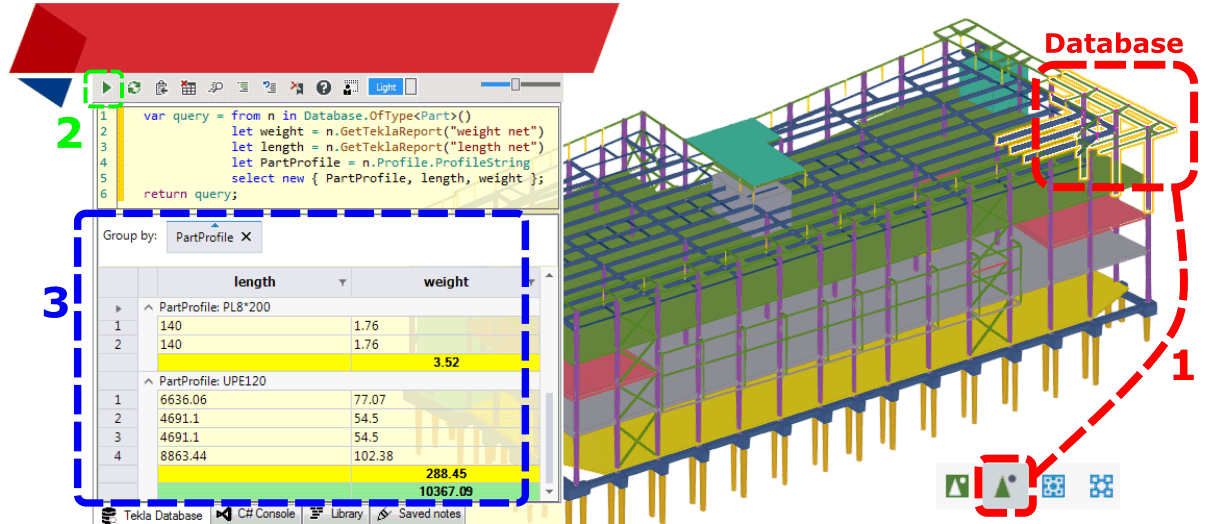 Database
2
Light
1 var query = from n in Database.OfType<Part>()
2 let weight = n.GetTeklaReport("weight net")
3 let length = n.GetTeklaReport("length net")
4 let PartProfile = n.Profile.ProfileString
5 select new { PartProfile, length, weight };
6 return query;
3
Group by: PartProfile X
length weight
PartProfile: PL8*200
1 140 1.76
2 140 1.76
3.52
PartProfile: UPE120
1 6636.06 77.07
2 4691.1 54.5
3 4691.1 54.5
4 8863.44 102.38
288.45
10367.09
Tekla Database C# Console Library Saved notes
1